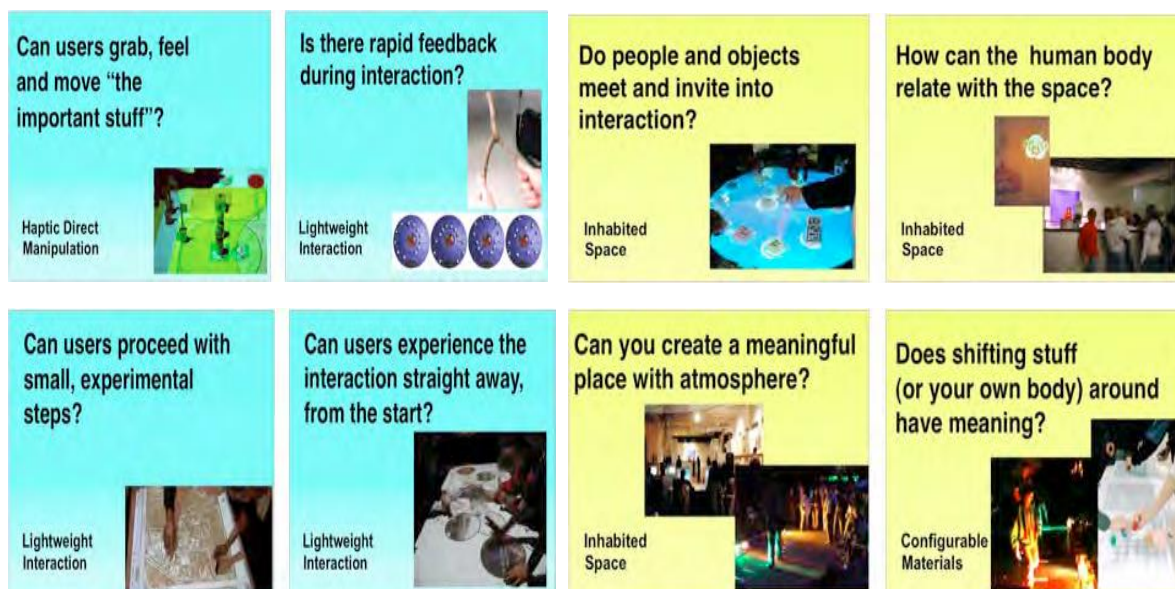 Can users grab, feel
and move “the
important stuff”?
Haptic Direct
Manipulation
Is there rapid feedback
during interaction?
Lightweight
Interaction
Do people and objects
meet and invite into
interaction?
Inhabited
Space
How can the human body
relate with the space?
Inhabited
Space
Can users proceed with
small, experimental
steps?
Lightweight
Interaction
Can users experience the
interaction straight away,
from the start?
Lightweight
Interaction
Can you create a meaningful
place with atmosphere?
Inhabited
Space
Does shifting stuff
(or your own body) around
have meaning?
Configurable
Materials